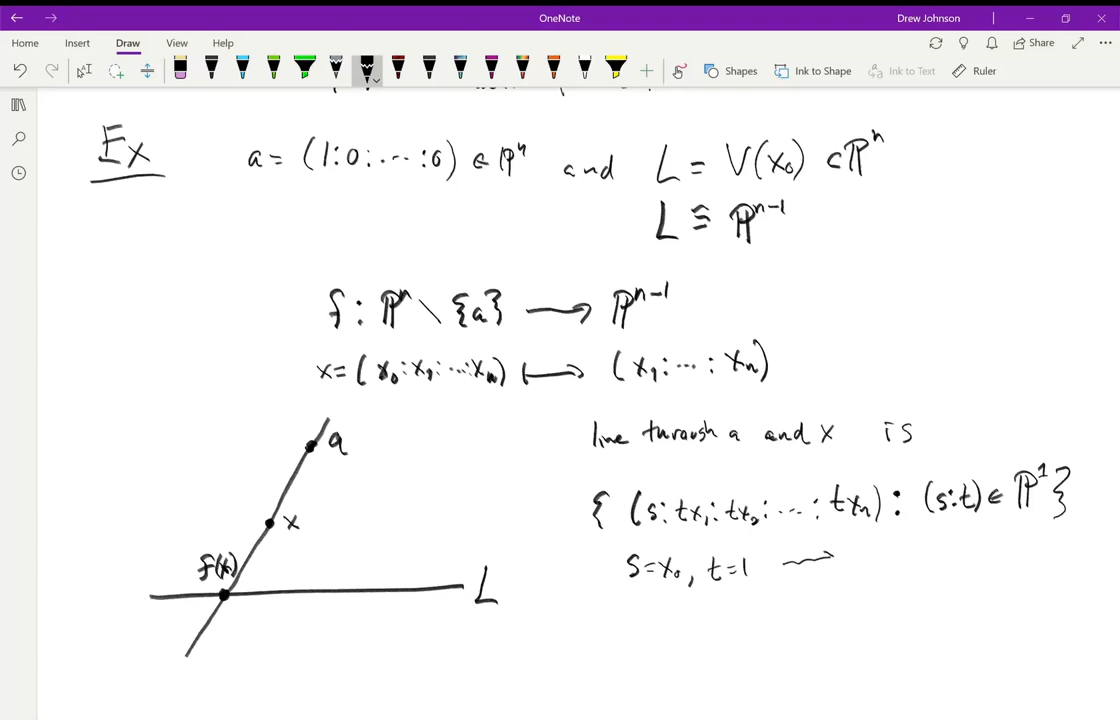 OneNote
Drew Johnson
Home Insert Draw View Help
Share
Shapes Ink to Shape Ink to Text Ruler
Ex a = (1:0:⋯:0) ∈ ℙⁿ and L = V(x₀) ⊂ ℙⁿ
L ≅ ℙⁿ⁻¹
f : ℙⁿ \ {a} ⟶ ℙⁿ⁻¹
x = (x₀:x₁:⋯:xₙ) ⟼ (x₁:⋯:xₙ)
a
line through a and x is
x
{ (s:tx₁:tx₂:⋯:txₙ) : (s:t) ∈ ℙ¹ }
f(x)
s=x₀, t=1 ⟶
L